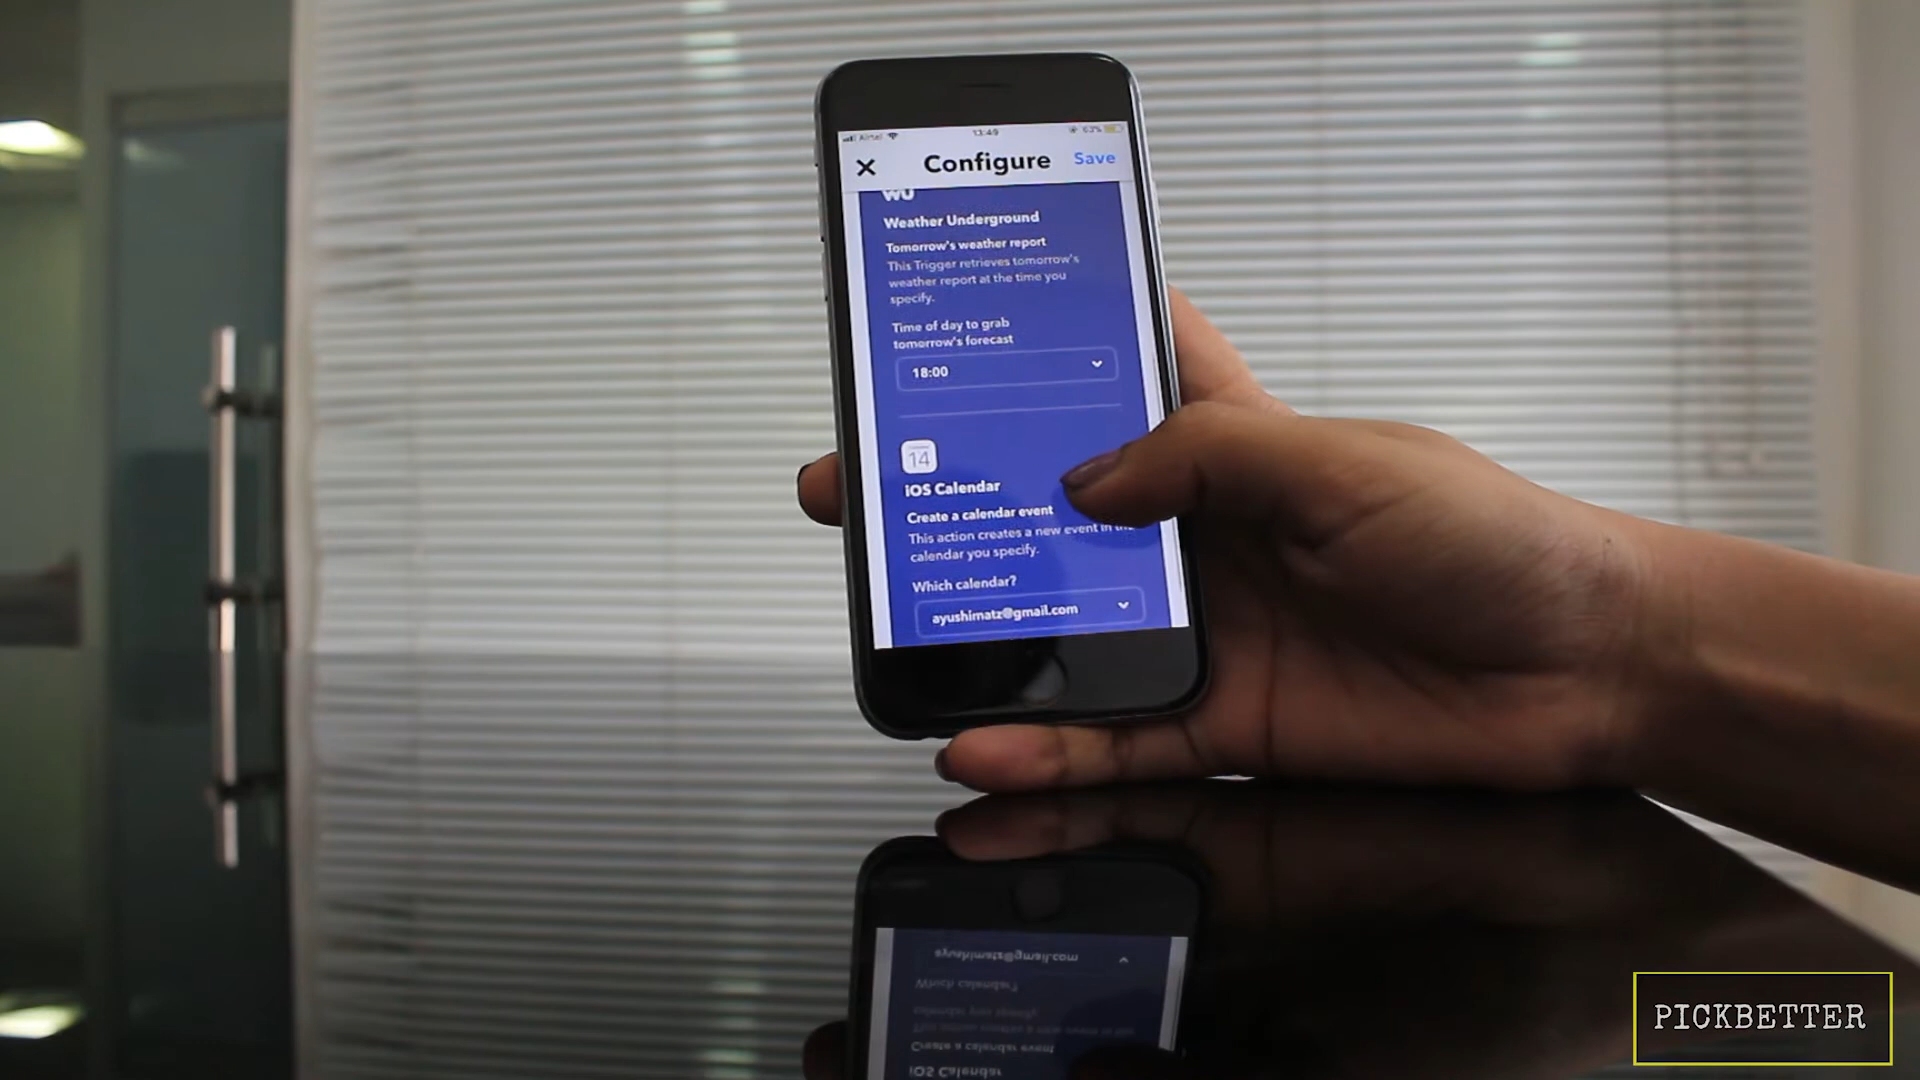 Airtel
13:49
63%
Configure
Save
WU
Weather Underground
Tomorrow's weather report
This Trigger retrieves tomorrow's
weather report at the time you
specify.
Time of day to grab
tomorrow's forecast
18:00
14
iOS Calendar
Create a calendar event
This action creates a new event in the
calendar you specify.
Which calendar?
ayushimatz@gmail.com
PICKBETTER